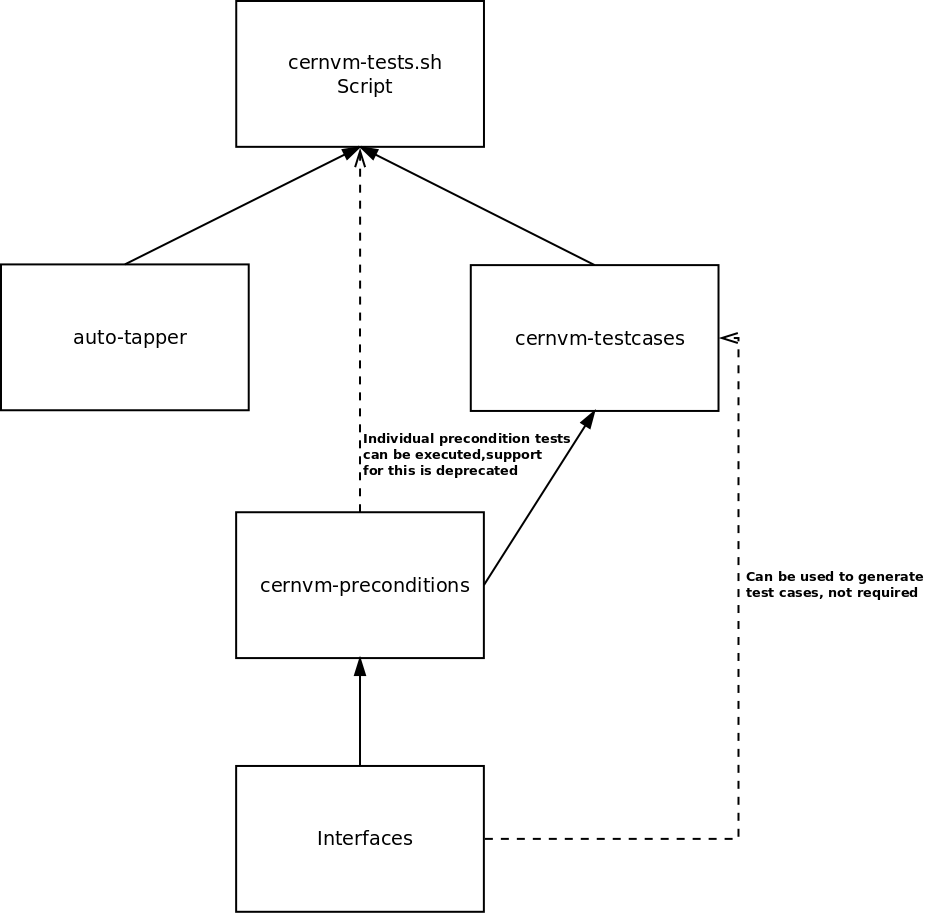 cernvm-tests.sh
Script
auto-tapper
cernvm-testcases
Individual precondition tests
can be executed,support
for this is deprecated
cernvm-preconditions
Can be used to generate
test cases, not required
Interfaces